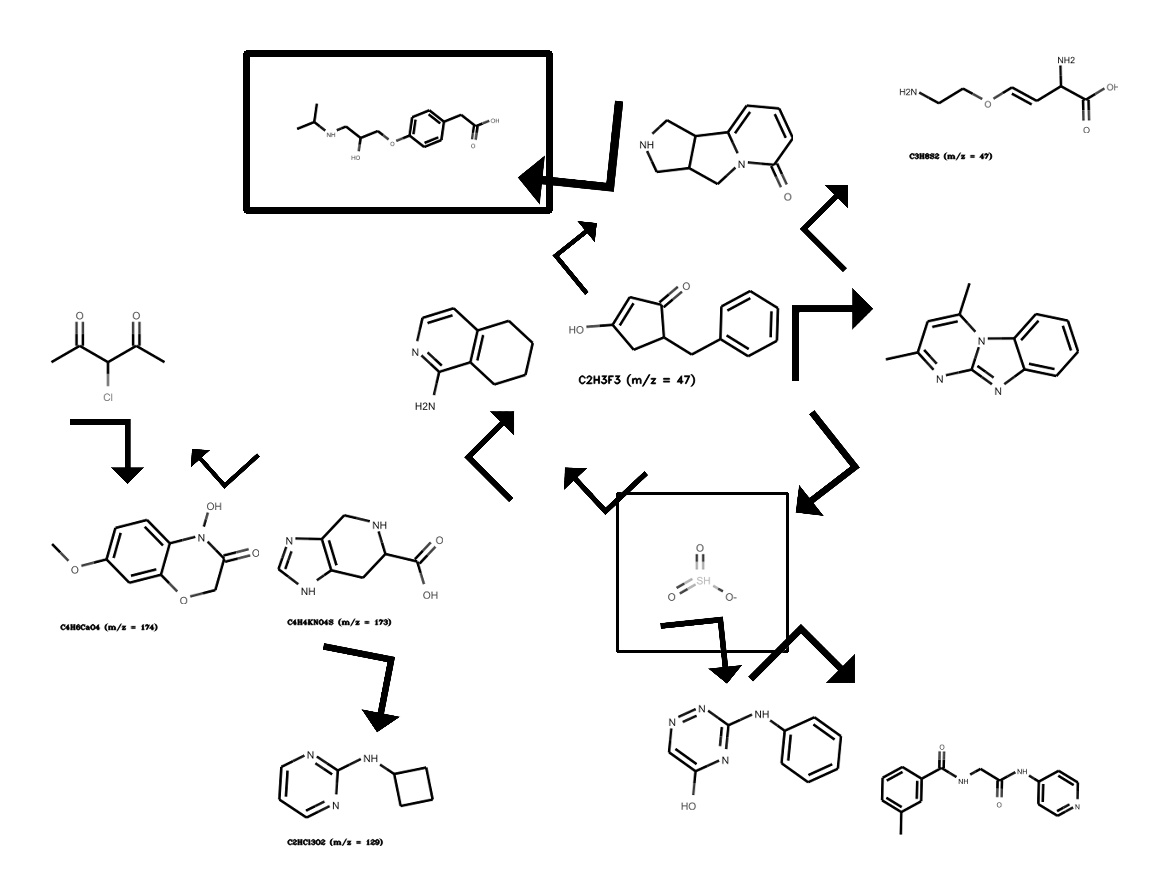 NH2
H2N
O
OH
O
C3H8S2 (m/z = 47)
NH
OH
O
HO
O
NH
N
O
O
HO
C2H3F3 (m/z = 47)
N
N
N
O
O
Cl
N
H2N
OH
N
O
O
O
C4H6CaO4 (m/z = 174)
N
NH
O
NH
OH
C4H4KNO4S (m/z = 173)
O
SH
O
O-
N
NH
N
C2HCl3O2 (m/z = 129)
N
N
NH
N
HO
O
NH
NH
O
N